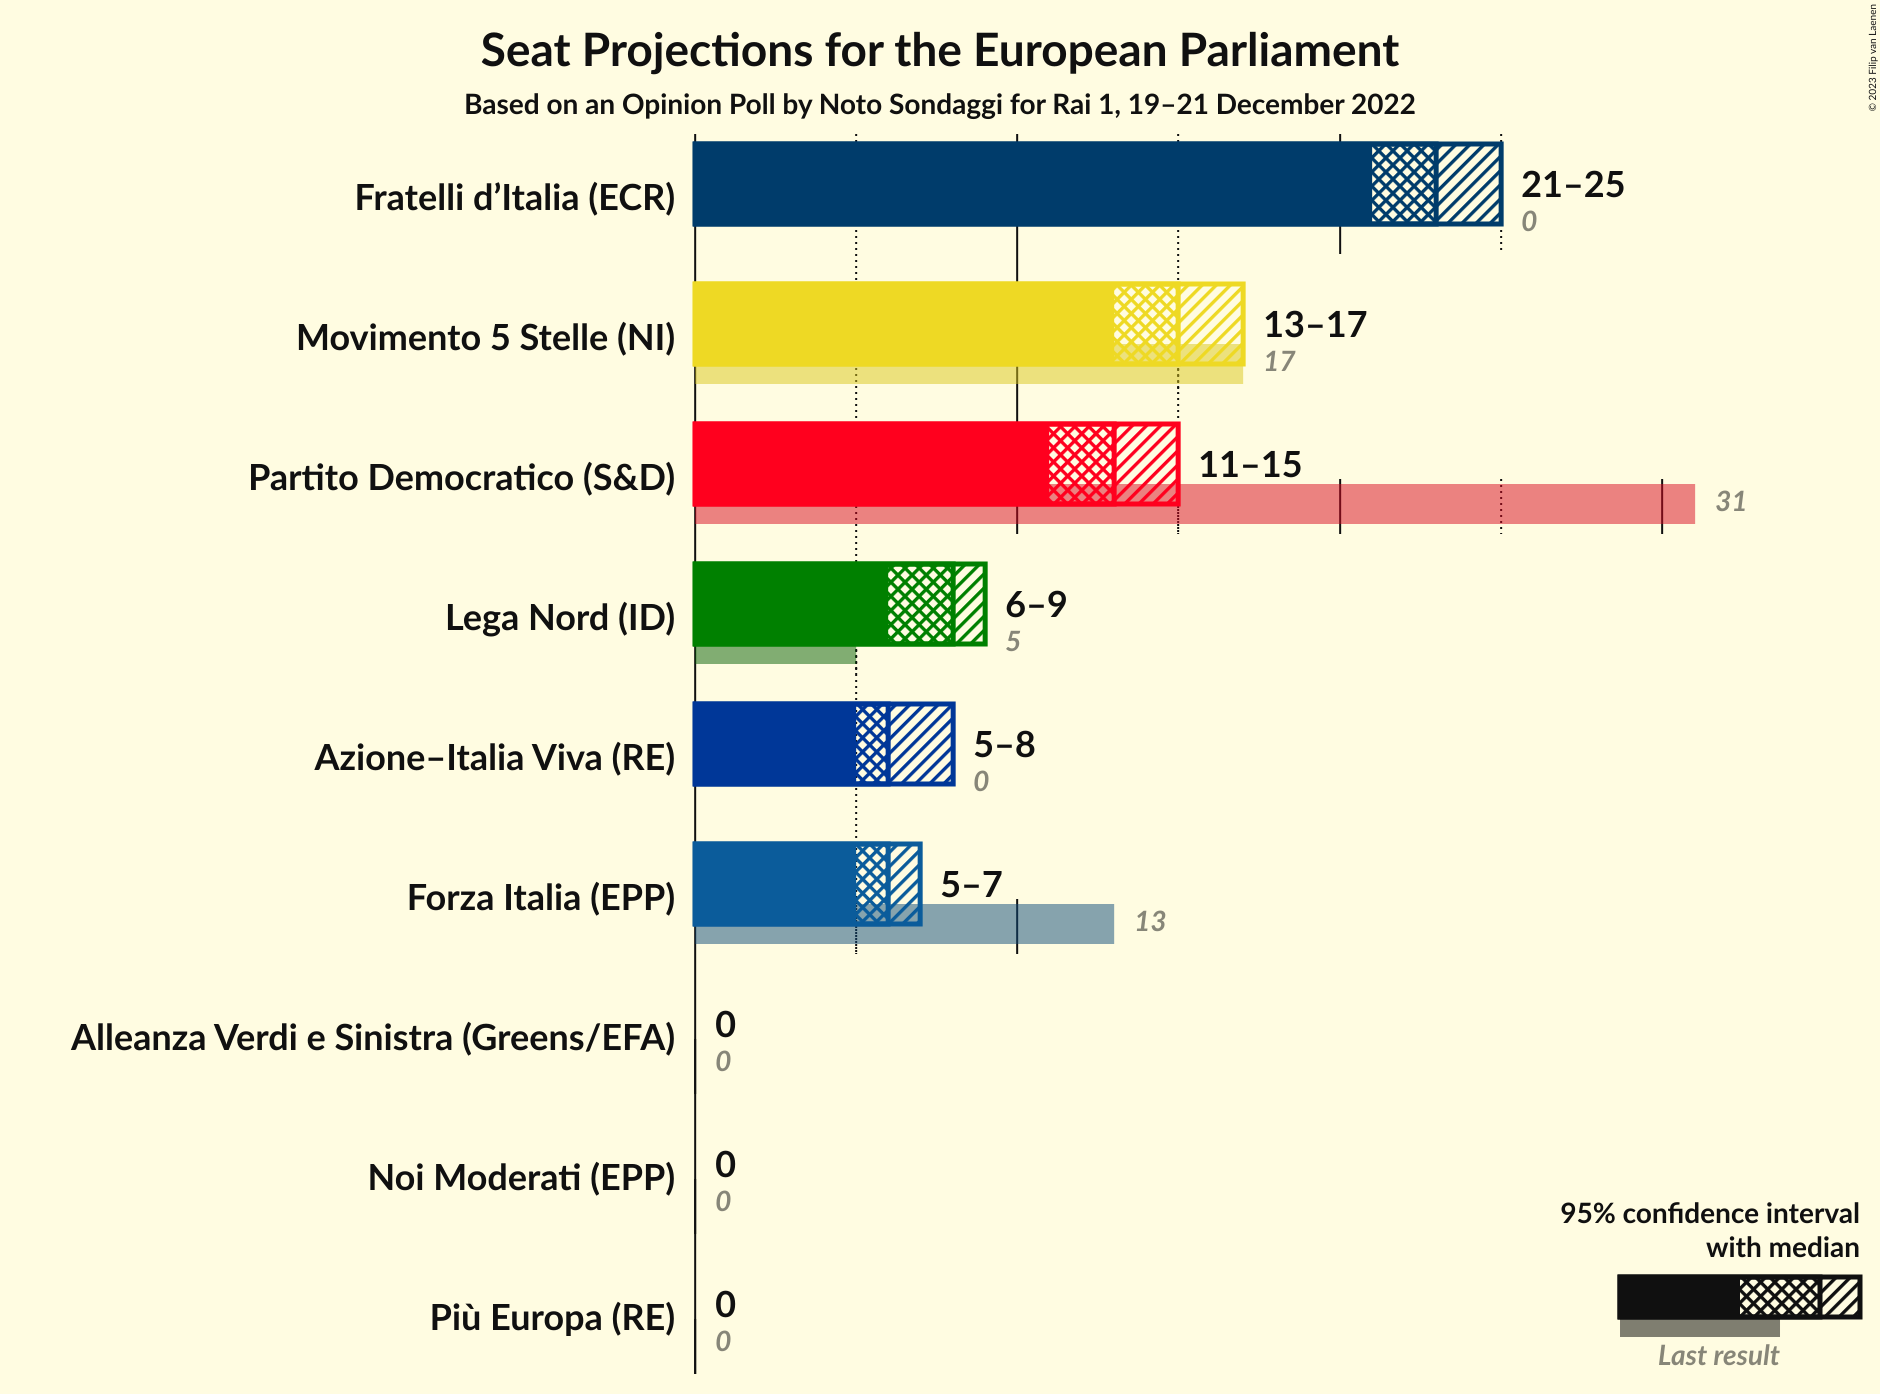 Seat Projections for the European Parliament
Based on an Opinion Poll by Noto Sondaggi for Rai 1, 19–21 December 2022
© 2023 Filip van Laenen
Fratelli d’Italia (ECR)
21–25
0
Movimento 5 Stelle (NI)
13–17
17
Partito Democratico (S&D)
11–15
31
Lega Nord (ID)
6–9
5
Azione–Italia Viva (RE)
5–8
0
Forza Italia (EPP)
5–7
13
Alleanza Verdi e Sinistra (Greens/EFA)
0
0
Noi Moderati (EPP)
0
0
Più Europa (RE)
0
0
95% confidence interval
with median
Last result